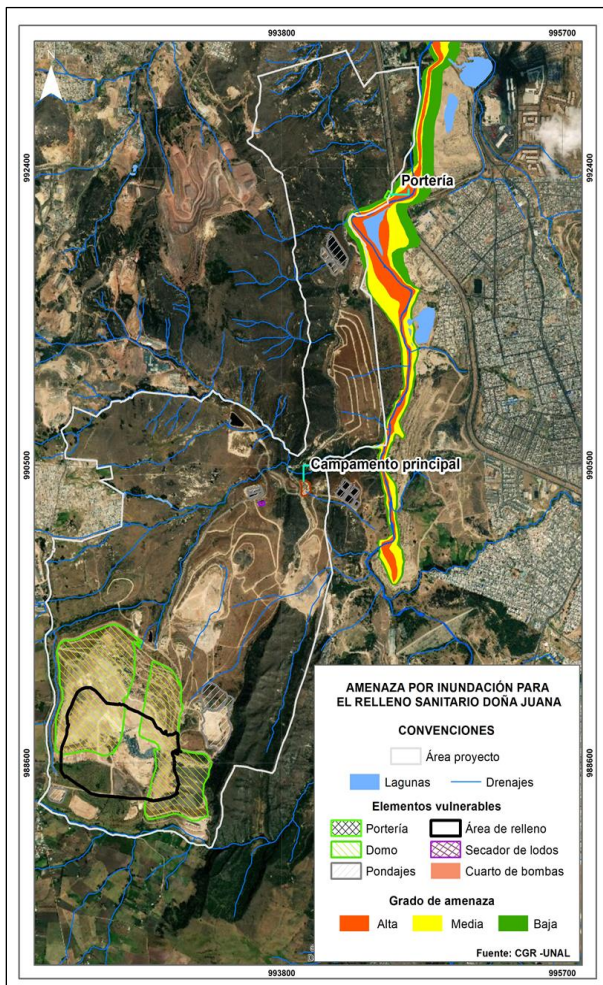 993800 995700
992400 992400
Portería
990500 990500
Campamento principal
988600 988600
AMENAZA POR INUNDACIÓN PARA
EL RELLENO SANITARIO DOÑA JUANA
CONVENCIONES
Área proyecto
Lagunas Drenajes
Elementos vulnerables
Portería Área de relleno
Domo Secador de lodos
Pondajes Cuarto de bombas
Grado de amenaza
Alta Media Baja
Fuente: CGR -UNAL
993800 995700